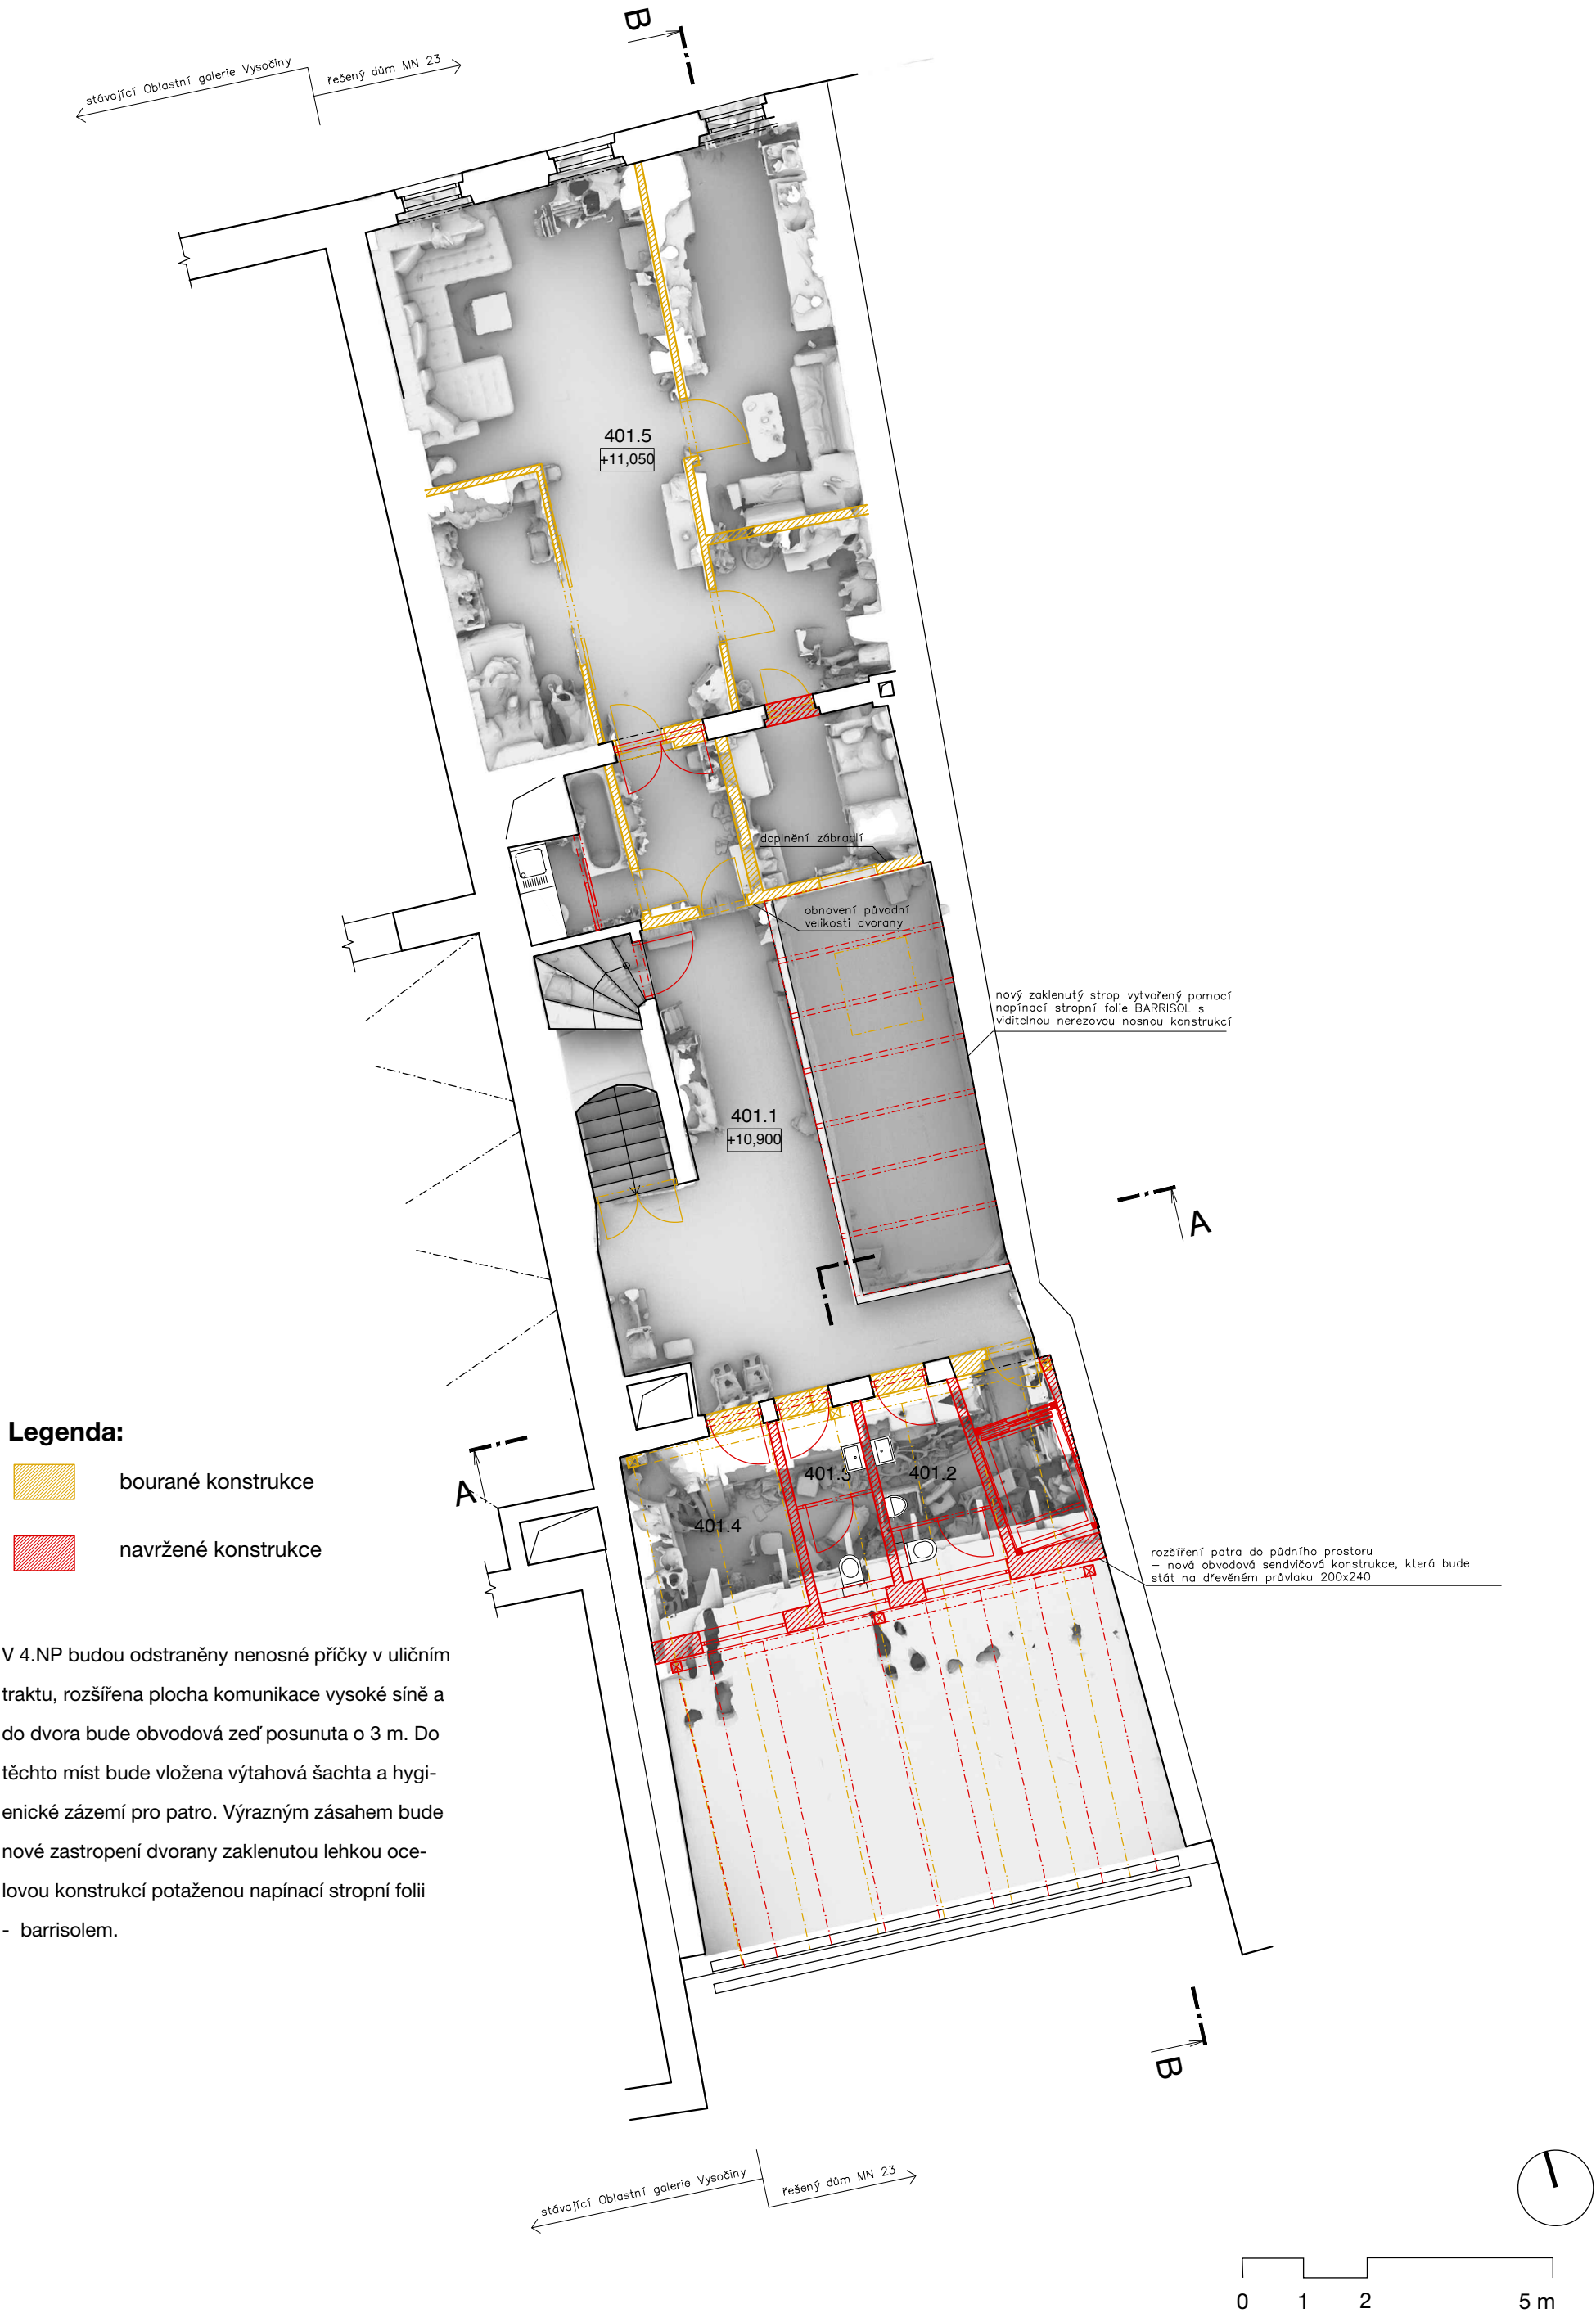 B
stávající Oblastní galerie Vysočiny
řešený dům MN 23
401.5
+11,050
doplnění zábradlí
obnovení původní
velikosti dvorany
nový zaklenutý strop vytvořený pomocí
napínací stropní folie BARRISOL s
viditelnou nerezovou nosnou konstrukcí
401.1
+10,900
A
Legenda:
bourané konstrukce
navržené konstrukce
A
401.3
401.2
401.4
rozšíření patra do půdního prostoru
– nová obvodová sendvičová konstrukce, která bude
stát na dřevěném průvlaku 200x240
V 4.NP budou odstraněny nenosné příčky v uličním
traktu, rozšířena plocha komunikace vysoké síně a
do dvora bude obvodová zeď posunuta o 3 m. Do
těchto míst bude vložena výtahová šachta a hygi-
enické zázemí pro patro. Výrazným zásahem bude
nové zastropení dvorany zaklenutou lehkou oce-
lovou konstrukcí potaženou napínací stropní folii
- barrisolem.
B
stávající Oblastní galerie Vysočiny
řešený dům MN 23
0 1 2 5 m